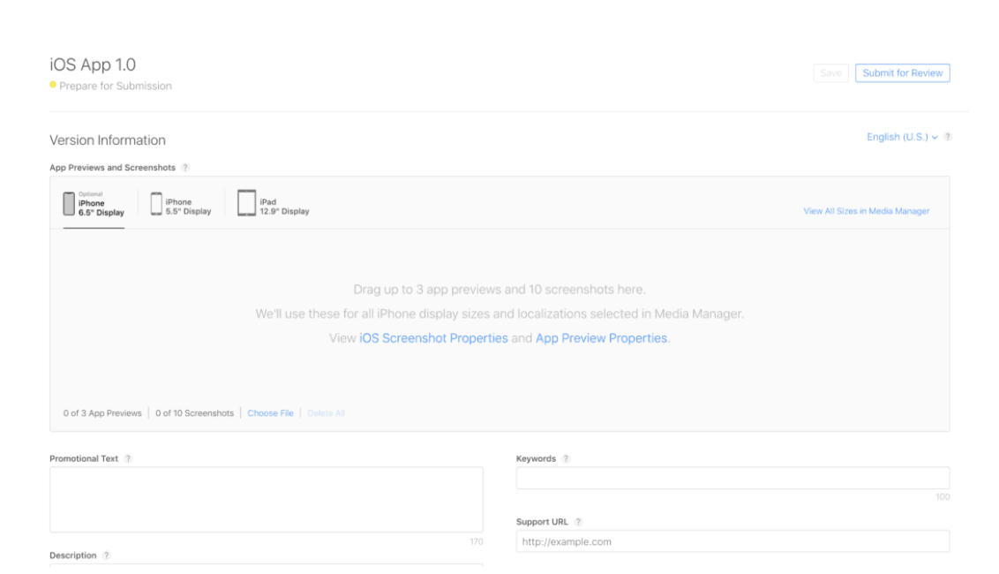 iOS App 1.0
Prepare for Submission
Save
Submit for Review
Version Information
English (U.S.)
?
App Previews and Screenshots ?
Optional
iPhone
6.5" Display
iPhone
5.5" Display
iPad
12.9" Display
View All Sizes in Media Manager
Drag up to 3 app previews and 10 screenshots here.
We'll use these for all iPhone display sizes and localizations selected in Media Manager.
View iOS Screenshot Properties and App Preview Properties.
0 of 3 App Previews | 0 of 10 Screenshots | Choose File | Delete All
Promotional Text ?
170
Keywords ?
100
Support URL ?
http://example.com
Description ?